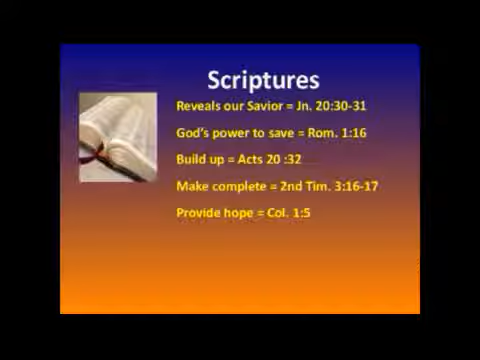 Scriptures
Reveals our Savior = Jn. 20:30-31
God's power to save = Rom. 1:16
Build up = Acts 20 :32
Make complete = 2nd Tim. 3:16-17
Provide hope = Col. 1:5